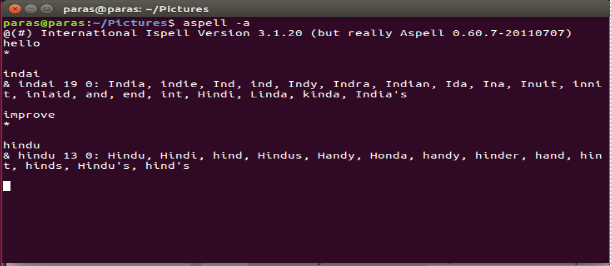 paras@paras: ~/Pictures
paras@paras:~/Pictures$ aspell -a
@(#) International Ispell Version 3.1.20 (but really Aspell 0.60.7-20110707)
hello
*
indai
& indai 19 0: India, indie, Ind, ind, Indy, Indra, Indian, Ida, Ina, Inuit, inni
t, inlaid, and, end, int, Hindi, Linda, kinda, India's
improve
*
hindu
& hindu 13 0: Hindu, Hindi, hind, Hindus, Handy, Honda, handy, hinder, hand, hin
t, hinds, Hindu's, hind's